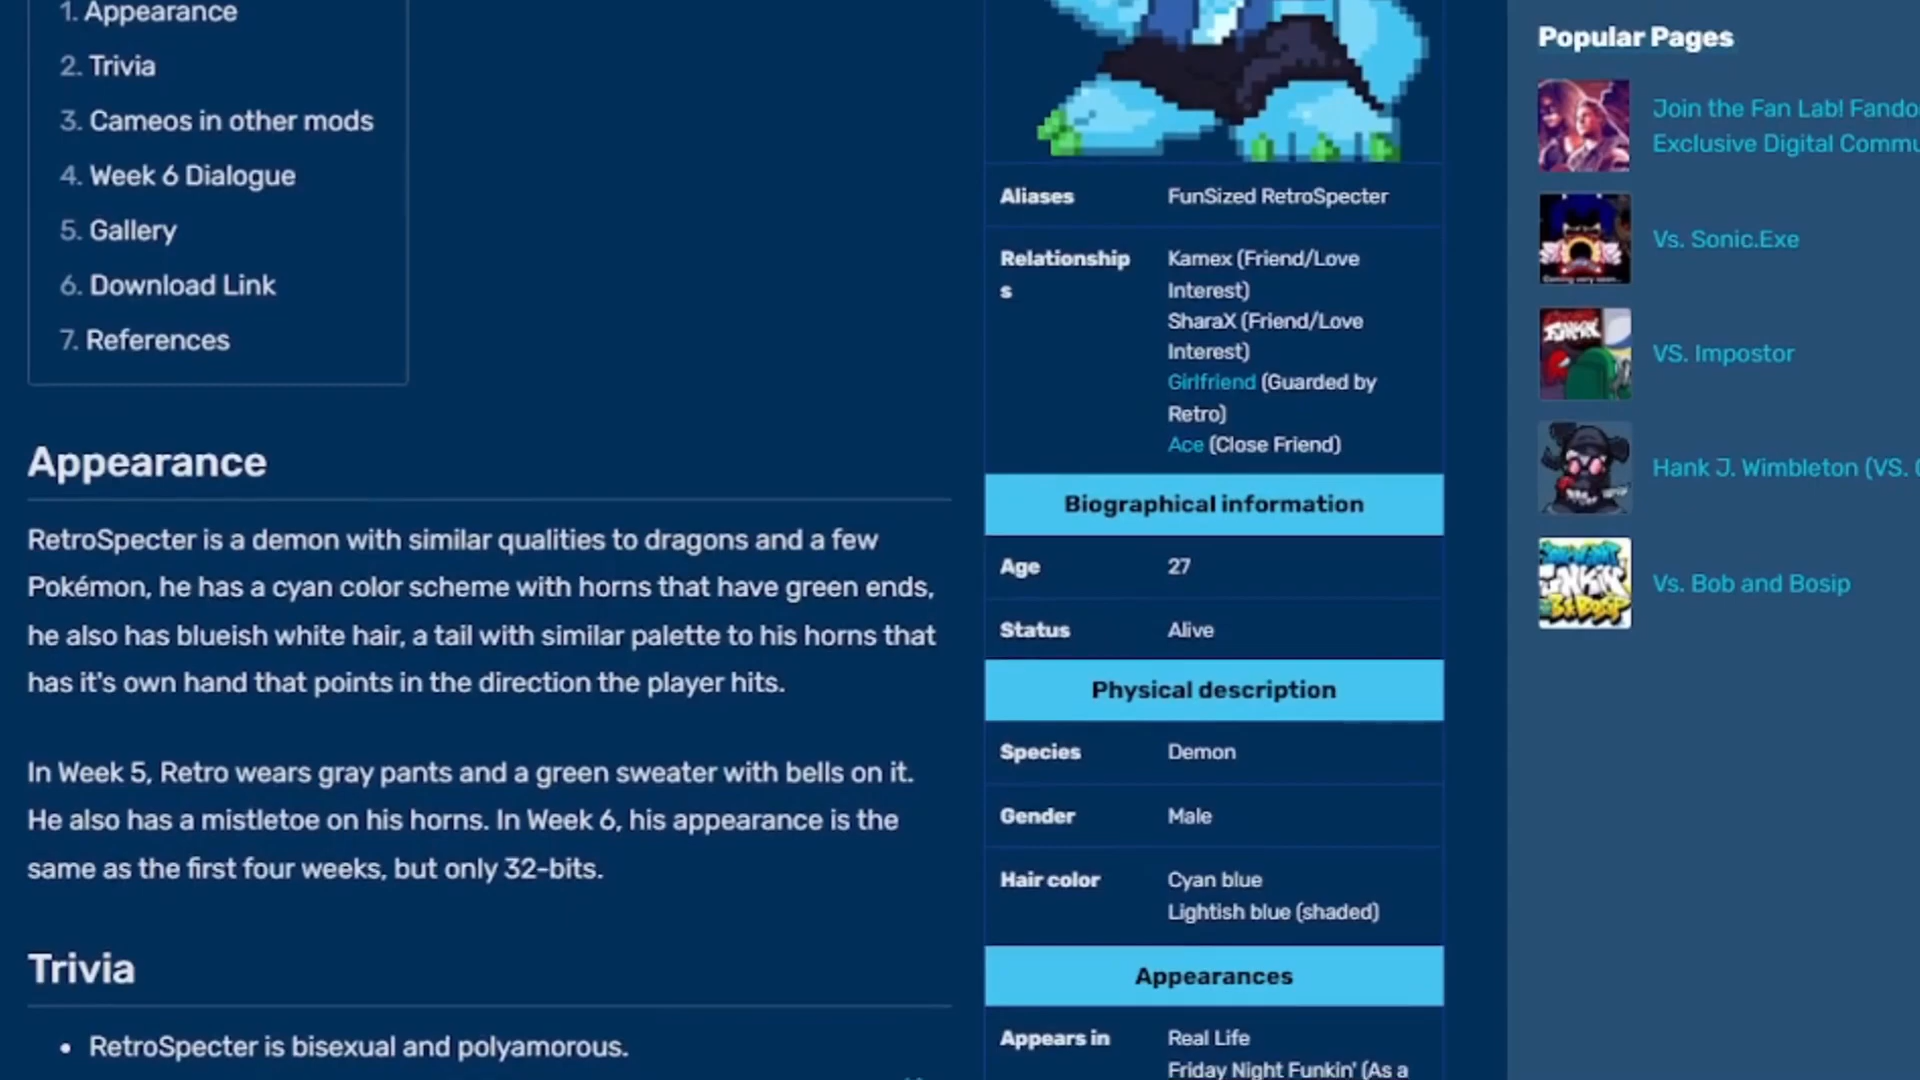 1. Appearance
2. Trivia
3. Cameos in other mods
4. Week 6 Dialogue
5. Gallery
6. Download Link
7. References
Appearance
RetroSpecter is a demon with similar qualities to dragons and a few
Pokémon, he has a cyan color scheme with horns that have green ends,
he also has blueish white hair, a tail with similar palette to his horns that
has it's own hand that points in the direction the player hits.
In Week 5, Retro wears gray pants and a green sweater with bells on it.
He also has a mistletoe on his horns. In Week 6, his appearance is the
same as the first four weeks, but only 32-bits.
Trivia
• RetroSpecter is bisexual and polyamorous.
Aliases FunSized RetroSpecter
Relationship
s
Kamex (Friend/Love
Interest)
SharaX (Friend/Love
Interest)
Girlfriend (Guarded by
Retro)
Ace (Close Friend)
Biographical information
Age 27
Status Alive
Physical description
Species Demon
Gender Male
Hair color Cyan blue
Lightish blue (shaded)
Appearances
Appears in Real Life
Friday Night Funkin' (As a
Popular Pages
Join the Fan Lab! Fando
Exclusive Digital Commu
Vs. Sonic.Exe
VS. Impostor
Hank J. Wimbleton (VS.
Vs. Bob and Bosip